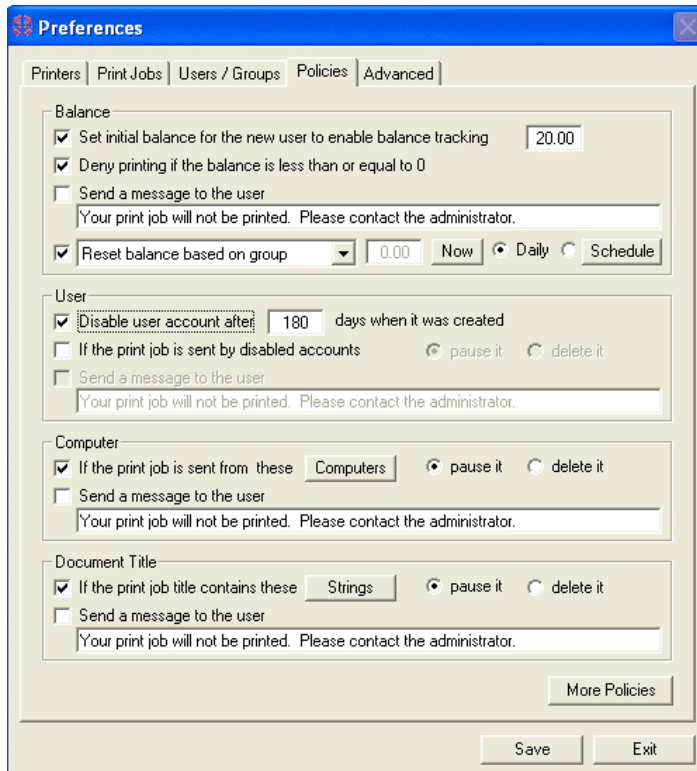 Preferences
Printers Print Jobs Users / Groups Policies Advanced
Balance
Set initial balance for the new user to enable balance tracking 20.00
Deny printing if the balance is less than or equal to 0
Send a message to the user
Your print job will not be printed.  Please contact the administrator.
Reset balance based on group 0.00 Now Daily Schedule
User
Disable user account after 180 days when it was created
If the print job is sent by disabled accounts pause it delete it
Send a message to the user
Your print job will not be printed.  Please contact the administrator.
Computer
If the print job is sent from  these Computers pause it delete it
Send a message to the user
Your print job will not be printed.  Please contact the administrator.
Document Title
If the print job title contains these Strings pause it delete it
Send a message to the user
Your print job will not be printed.  Please contact the administrator.
More Policies
Save Exit